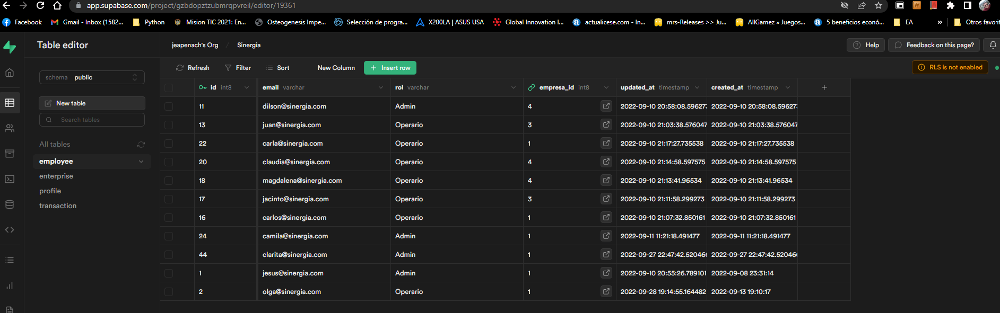 app.supabase.com/project/gzbdopztzubmrqpvreil/editor/19361
Facebook Gmail - Inbox (1582... Python Mision TIC 2021: En... Osteogenesis Impe... Selección de progra... X200LA | ASUS USA Global Innovation I... actualicese.com - In... mrs-Releases >> Ju... AllGamez » Juegos... 5 beneficios econó... EA » Otros favorit
Table editor jeapenach's Org / Sinergia Help Feedback on this page?
Refresh Filter Sort New Column + Insert row RLS is not enabled
schema public
New table
Search tables
All tables
employee
enterprise
profile
transaction
id int8 email varchar rol varchar empresa_id int8 updated_at timestamp created_at timestamp +
11 dilson@sinergia.com Admin 4 2022-09-10 20:58:08.596273 2022-09-10 20:58:08.596273
13 juan@sinergia.com Operario 3 2022-09-10 21:03:38.576047 2022-09-10 21:03:38.576047
22 carla@sinergia.com Operario 1 2022-09-10 21:17:27.735538 2022-09-10 21:17:27.735538
20 claudia@sinergia.com Operario 4 2022-09-10 21:14:58.597575 2022-09-10 21:14:58.597575
18 magdalena@sinergia.com Operario 4 2022-09-10 21:13:41.96534 2022-09-10 21:13:41.96534
17 jacinto@sinergia.com Operario 3 2022-09-10 21:11:58.299273 2022-09-10 21:11:58.299273
16 carlos@sinergia.com Operario 1 2022-09-10 21:07:32.850161 2022-09-10 21:07:32.850161
24 camila@sinergia.com Admin 1 2022-09-11 11:21:18.491477 2022-09-11 11:21:18.491477
44 clarita@sinergia.com Admin 1 2022-09-27 22:47:42.520466 2022-09-27 22:47:42.520466
1 jesus@sinergia.com Admin 1 2022-09-10 20:55:26.789101 2022-09-08 23:31:14
2 olga@sinergia.com Operario 1 2022-09-28 19:14:55.164482 2022-09-13 19:10:17